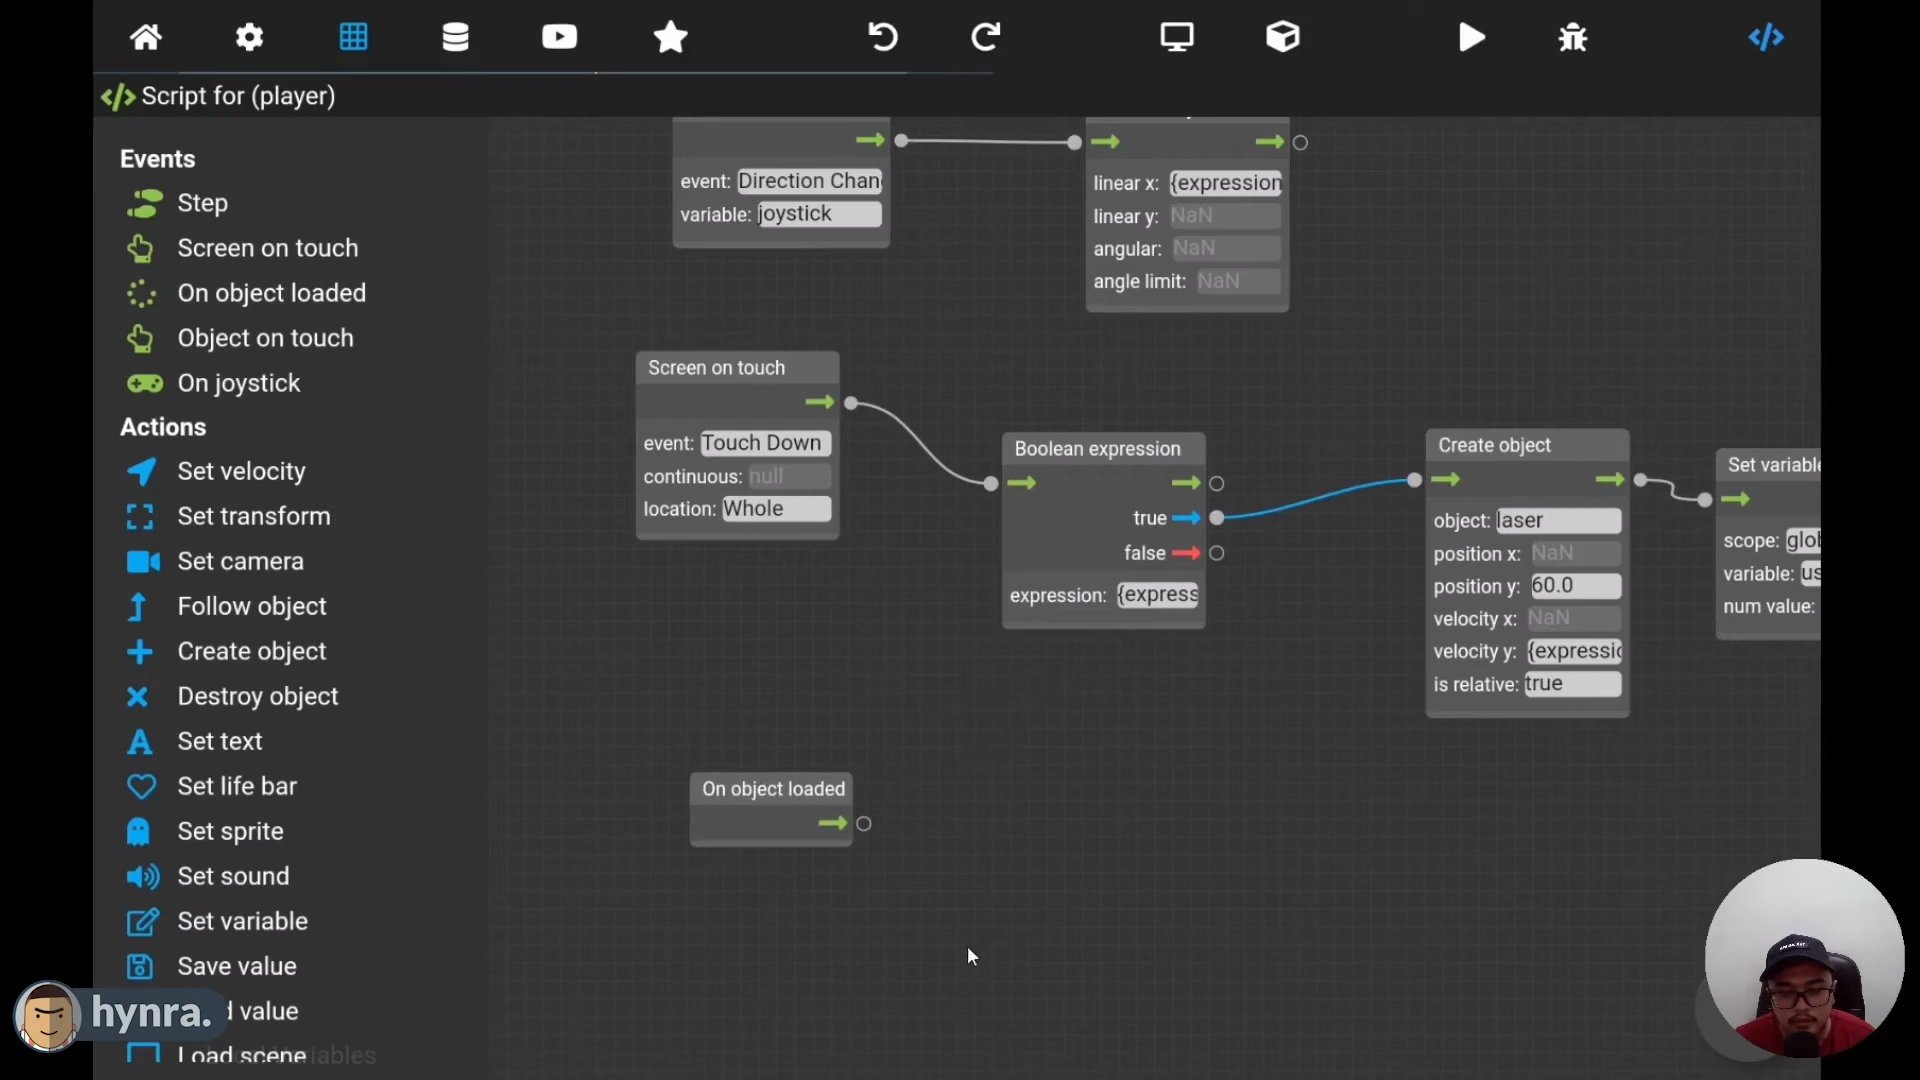 Script for (player)
Events
Step
Screen on touch
On object loaded
Object on touch
On joystick
Actions
Set velocity
Set transform
Set camera
Follow object
Create object
Destroy object
Set text
Set life bar
Set sprite
Set sound
Set variable
Save value
d value
Load scene
hynra.
event: Direction Chan
variable: joystick
linear x: {expression
linear y: NaN
angular: NaN
angle limit: NaN
Screen on touch
event: Touch Down
continuous: null
location: Whole
Boolean expression
true
false
expression: {express
Create object
object: laser
position x: NaN
position y: 60.0
velocity x: NaN
velocity y: {expressio
is relative: true
Set variable
scope: glob
variable: us
num value:
On object loaded